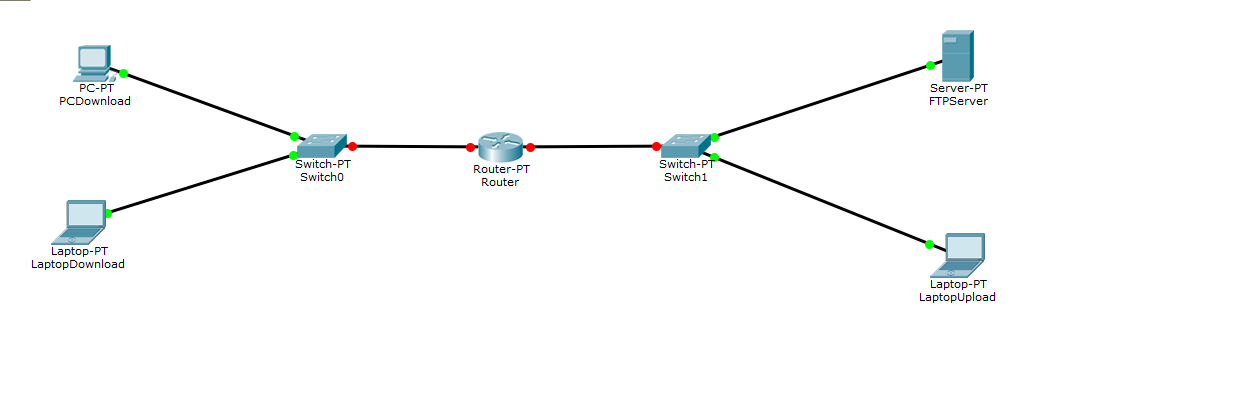 PC-PT
PCDownload
Server-PT
FTPServer
Switch-PT
Switch0
Router-PT
Router
Switch-PT
Switch1
Laptop-PT
LaptopDownload
Laptop-PT
LaptopUpload